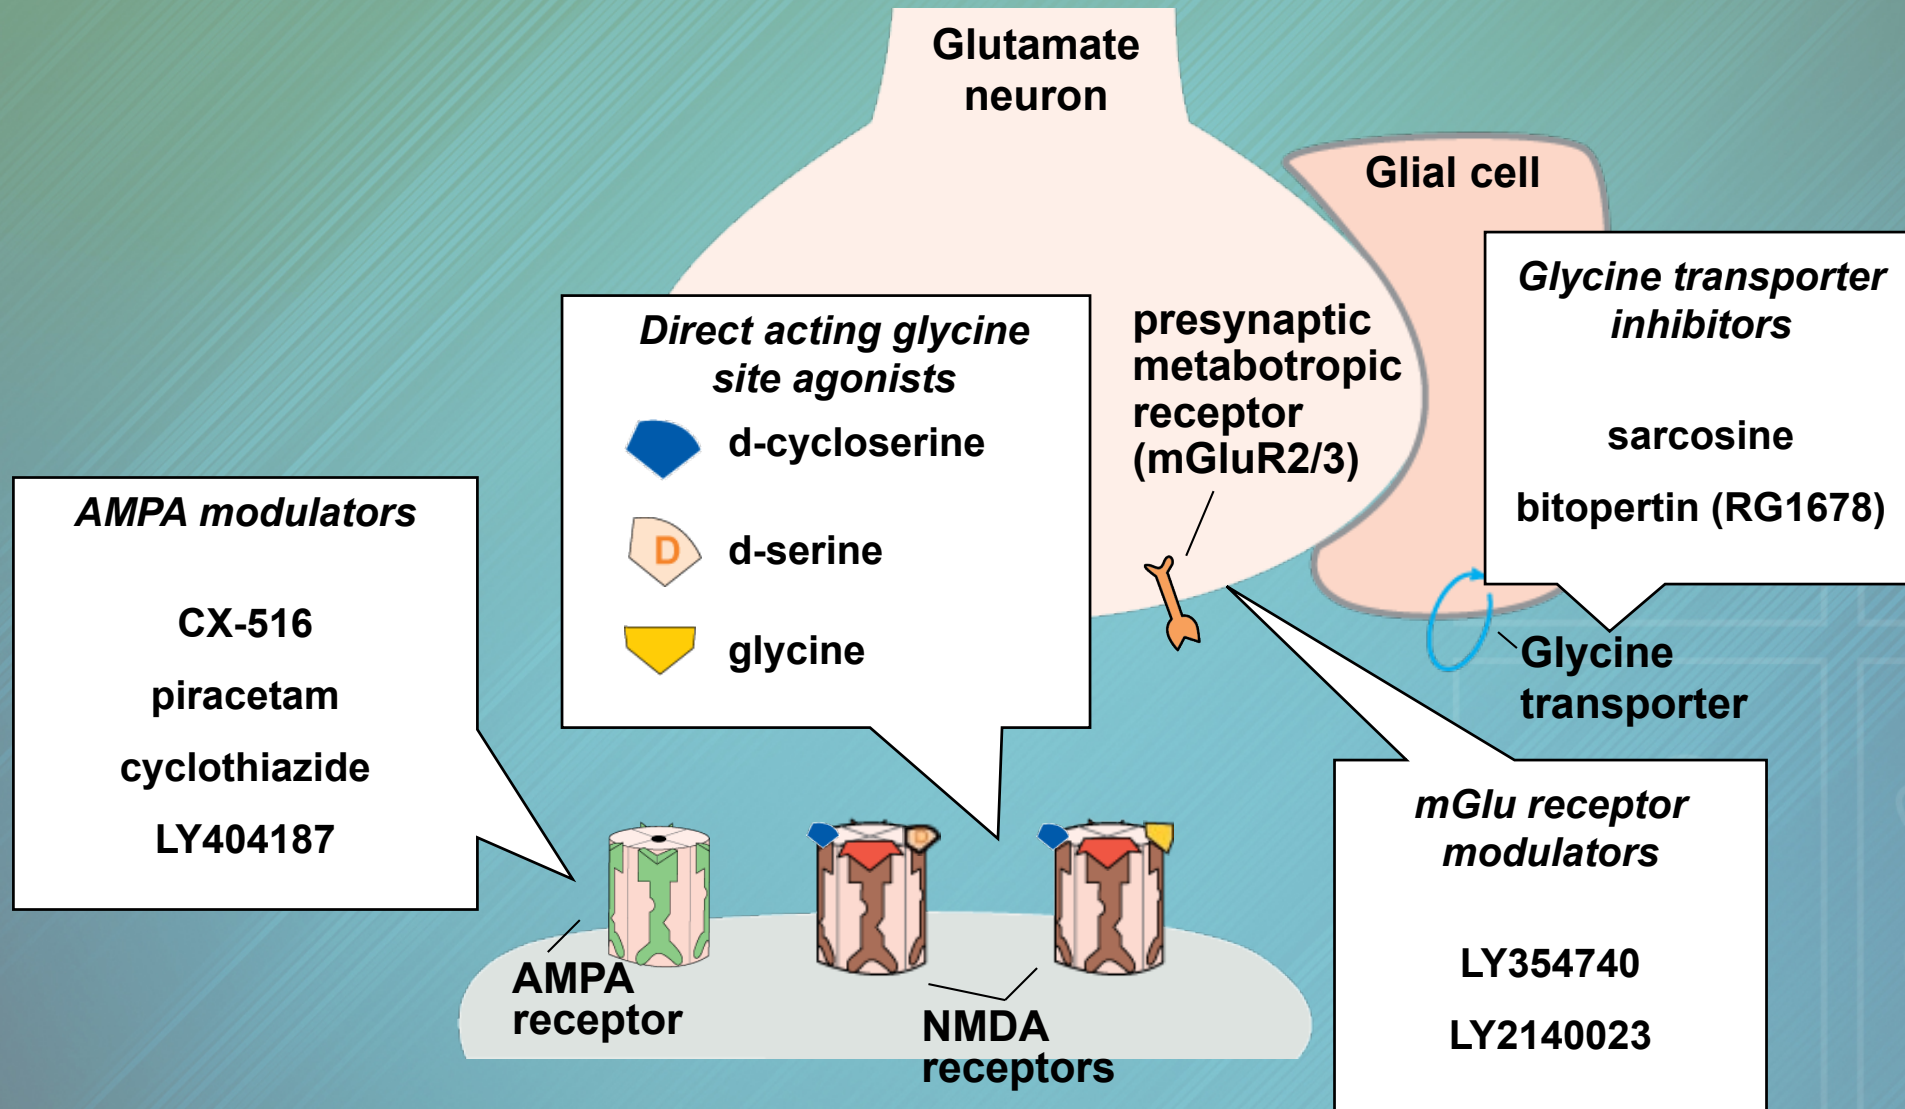 Glutamate
neuron
Glial cell
Glycine transporter
inhibitors
sarcosine
bitopertin (RG1678)
presynaptic
metabotropic
receptor
(mGluR2/3)
Direct acting glycine
site agonists
d-cycloserine
D
d-serine
glycine
AMPA modulators
CX-516
piracetam
cyclothiazide
LY404187
Glycine
transporter
mGlu receptor
modulators
LY354740
LY2140023
D
AMPA
receptor
NMDA
receptors